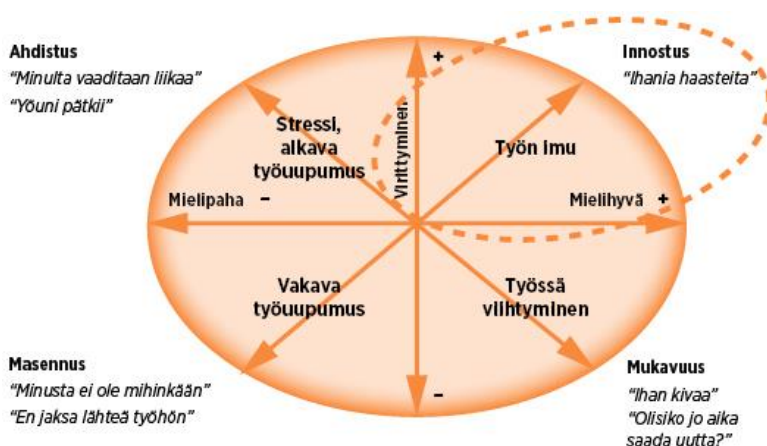 Ahdistus
“Minulta vaaditaan liikaa”
“Yöuni pätkii”
Innostus
“Ihania haasteita”
+
Virittyminen
Stressi,
alkava
työuupumus
Työn imu
Mielipaha –
Mielihyvä +
Vakava
työuupumus
Työssä
viihtyminen
–
Masennus
“Minusta ei ole mihinkään”
“En jaksa lähteä työhön”
Mukavuus
“Ihan kivaa”
“Olisiko jo aika
saada uutta?”